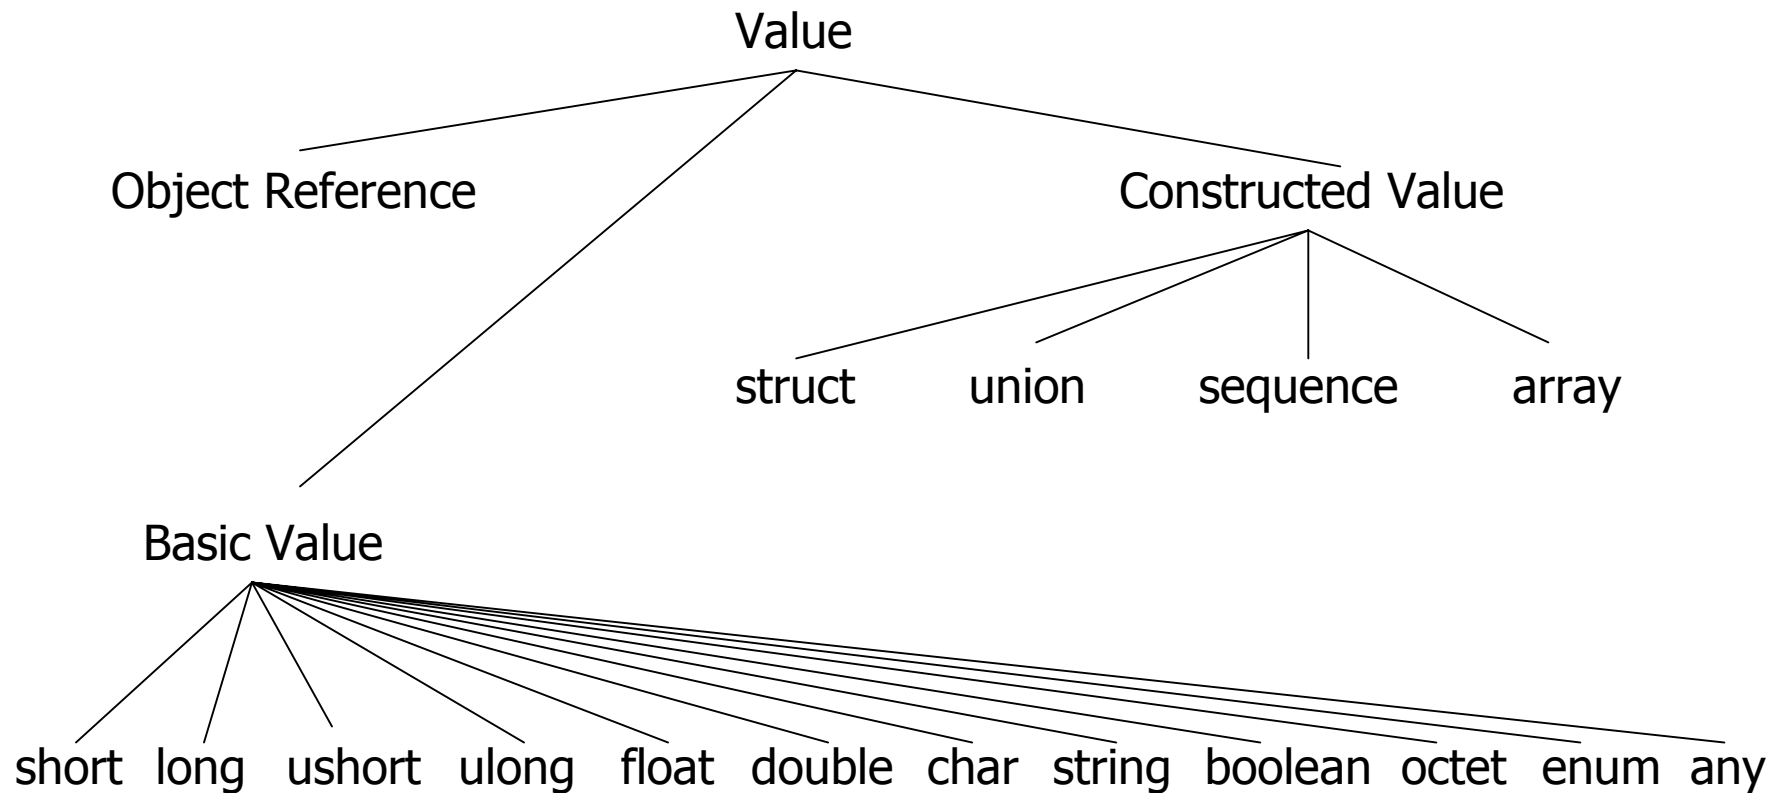 Value
Object Reference
Constructed Value
struct union sequence array
Basic Value
short long ushort ulong float double char string boolean octet enum any